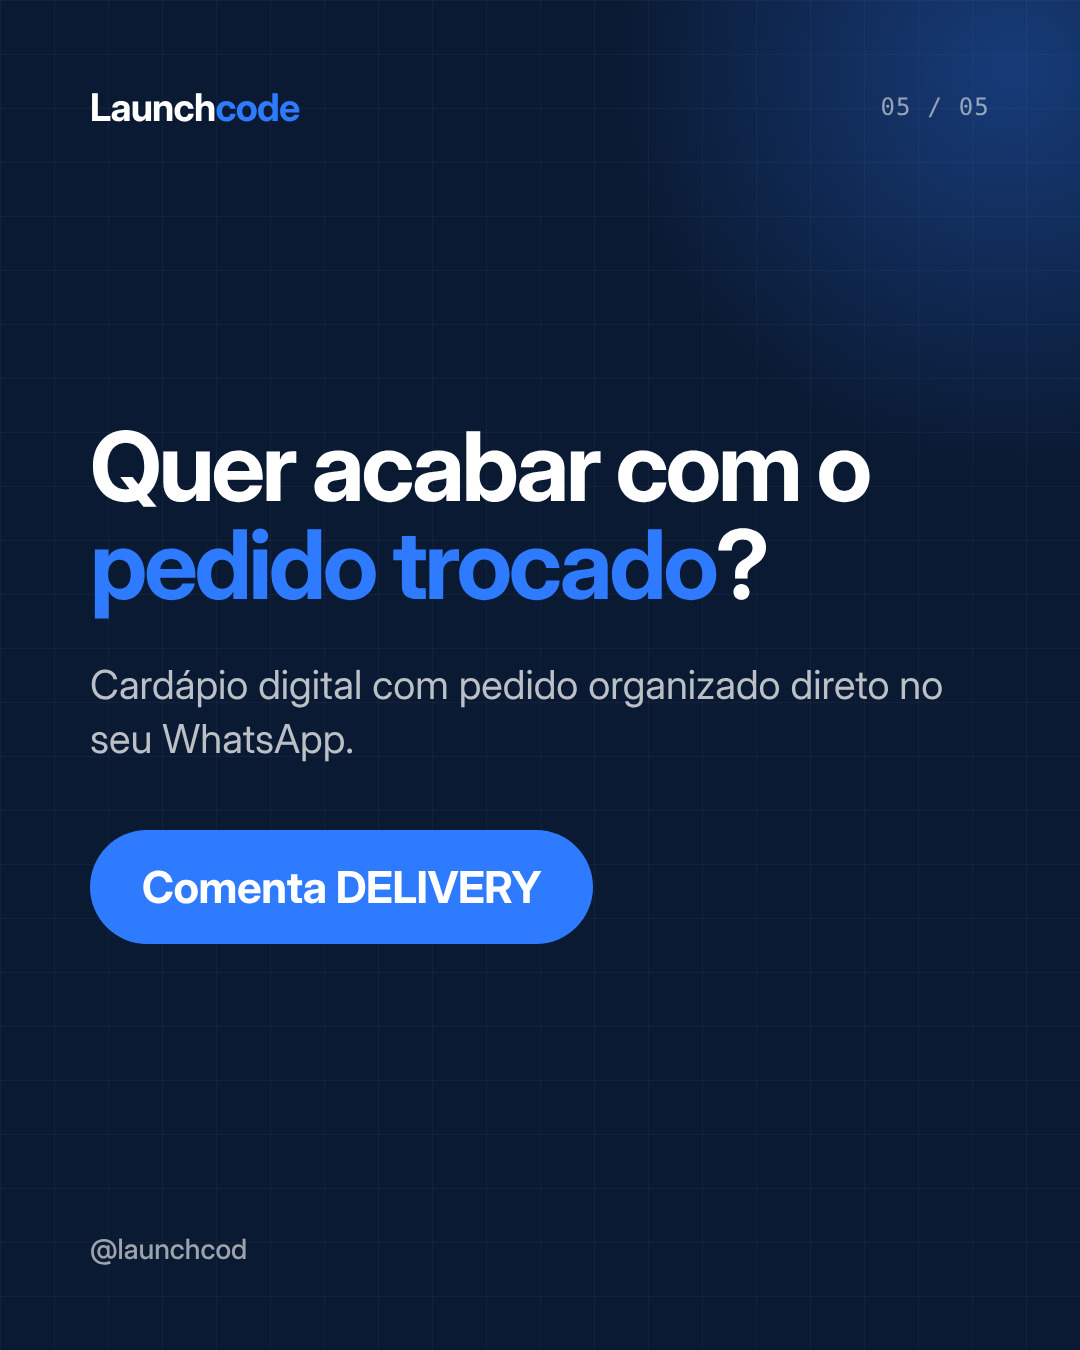 Launchcode
05 / 05
Quer acabar com o
pedido trocado?
Cardápio digital com pedido organizado direto no
seu WhatsApp.
Comenta DELIVERY
@launchcod